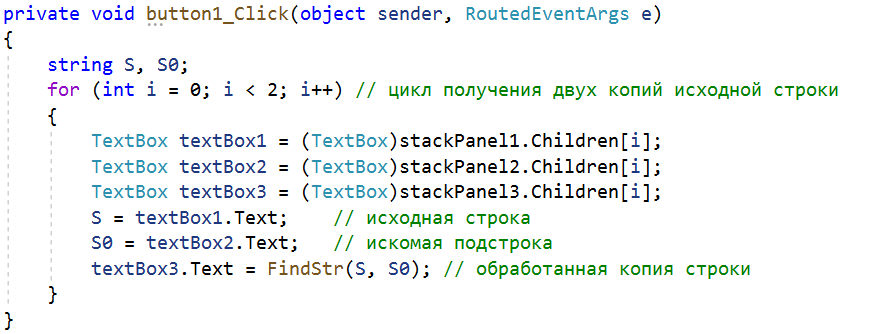 private void button1_Click(object sender, RoutedEventArgs e)
{
    string S, S0;
    for (int i = 0; i < 2; i++) // цикл получения двух копий исходной строки
    {
        TextBox textBox1 = (TextBox)stackPanel1.Children[i];
        TextBox textBox2 = (TextBox)stackPanel2.Children[i];
        TextBox textBox3 = (TextBox)stackPanel3.Children[i];
        S = textBox1.Text;    // исходная строка
        S0 = textBox2.Text;   // искомая подстрока
        textBox3.Text = FindStr(S, S0); // обработанная копия строки
    }
}